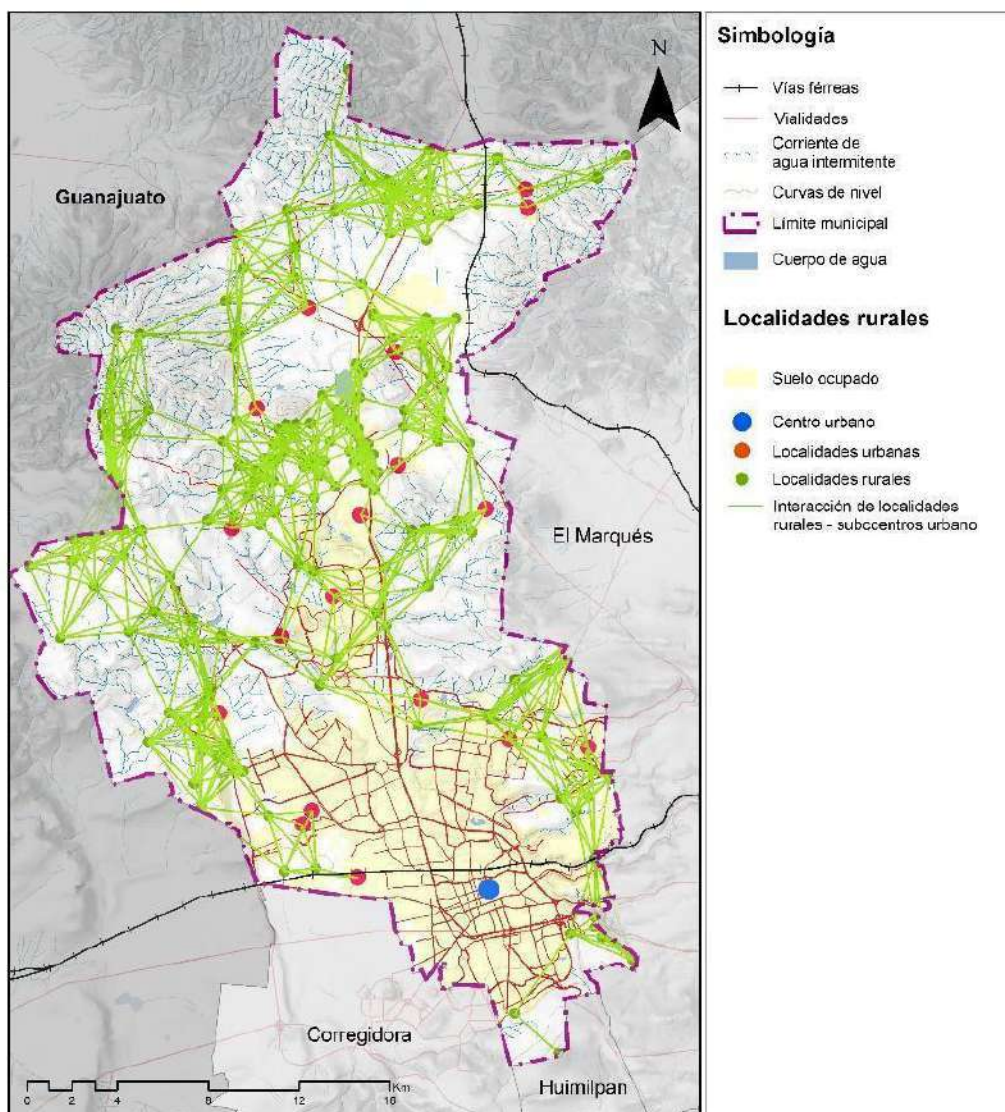 N
Guanajuato
El Marqués
Corregidora
Huimilpan
0 2 4 8 12 16 Km
Simbología
Vías férreas
Vialidades
Corriente de
agua intermitente
Curvas de nivel
Límite municipal
Cuerpo de agua
Localidades rurales
Suelo ocupado
Centro urbano
Localidades urbanas
Localidades rurales
Interacción de localidades
rurales - subccentros urbano